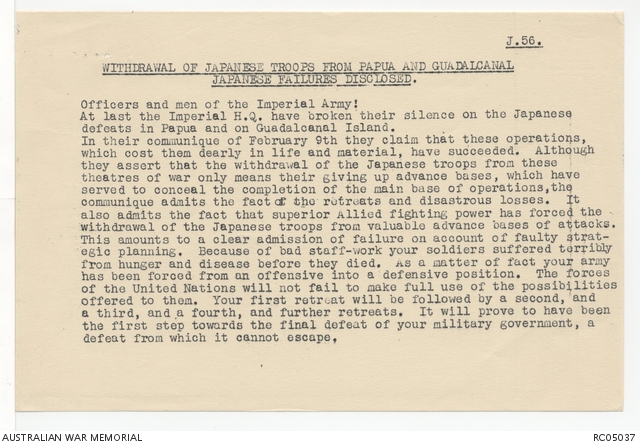 J.56.
WITHDRAWAL OF JAPANESE TROOPS FROM PAPUA AND GUADALCANAL
JAPANESE FAILURES DISCLOSED.
Officers and men of the Imperial Army!
At last the Imperial H.Q. have broken their silence on the Japanese
defeats in Papua and on Guadalcanal Island.
In their communique of February 9th they claim that these operations,
which cost them dearly in life and material, have succeeded. Although
they assert that the withdrawal of the Japanese troops from these
theatres of war only means their giving up advance bases, which have
served to conceal the completion of the main base of operations,the
communique admits the fact of the retreats and disastrous losses. It
also admits the fact that superior Allied fighting power has forced the
withdrawal of the Japanese troops from valuable advance bases of attacks.
This amounts to a clear admission of failure on account of faulty strat-
egic planning. Because of bad staff-work your soldiers suffered terribly
from hunger and disease before they died. As a matter of fact your army
has been forced from an offensive into a defensive position. The forces
of the United Nations will not fail to make full use of the possibilities
offered to them. Your first retreat will be followed by a second, and
a third, and a fourth, and further retreats. It will prove to have been
the first step towards the final defeat of your military government, a
defeat from which it cannot escape.
AUSTRALIAN WAR MEMORIAL
RC05037